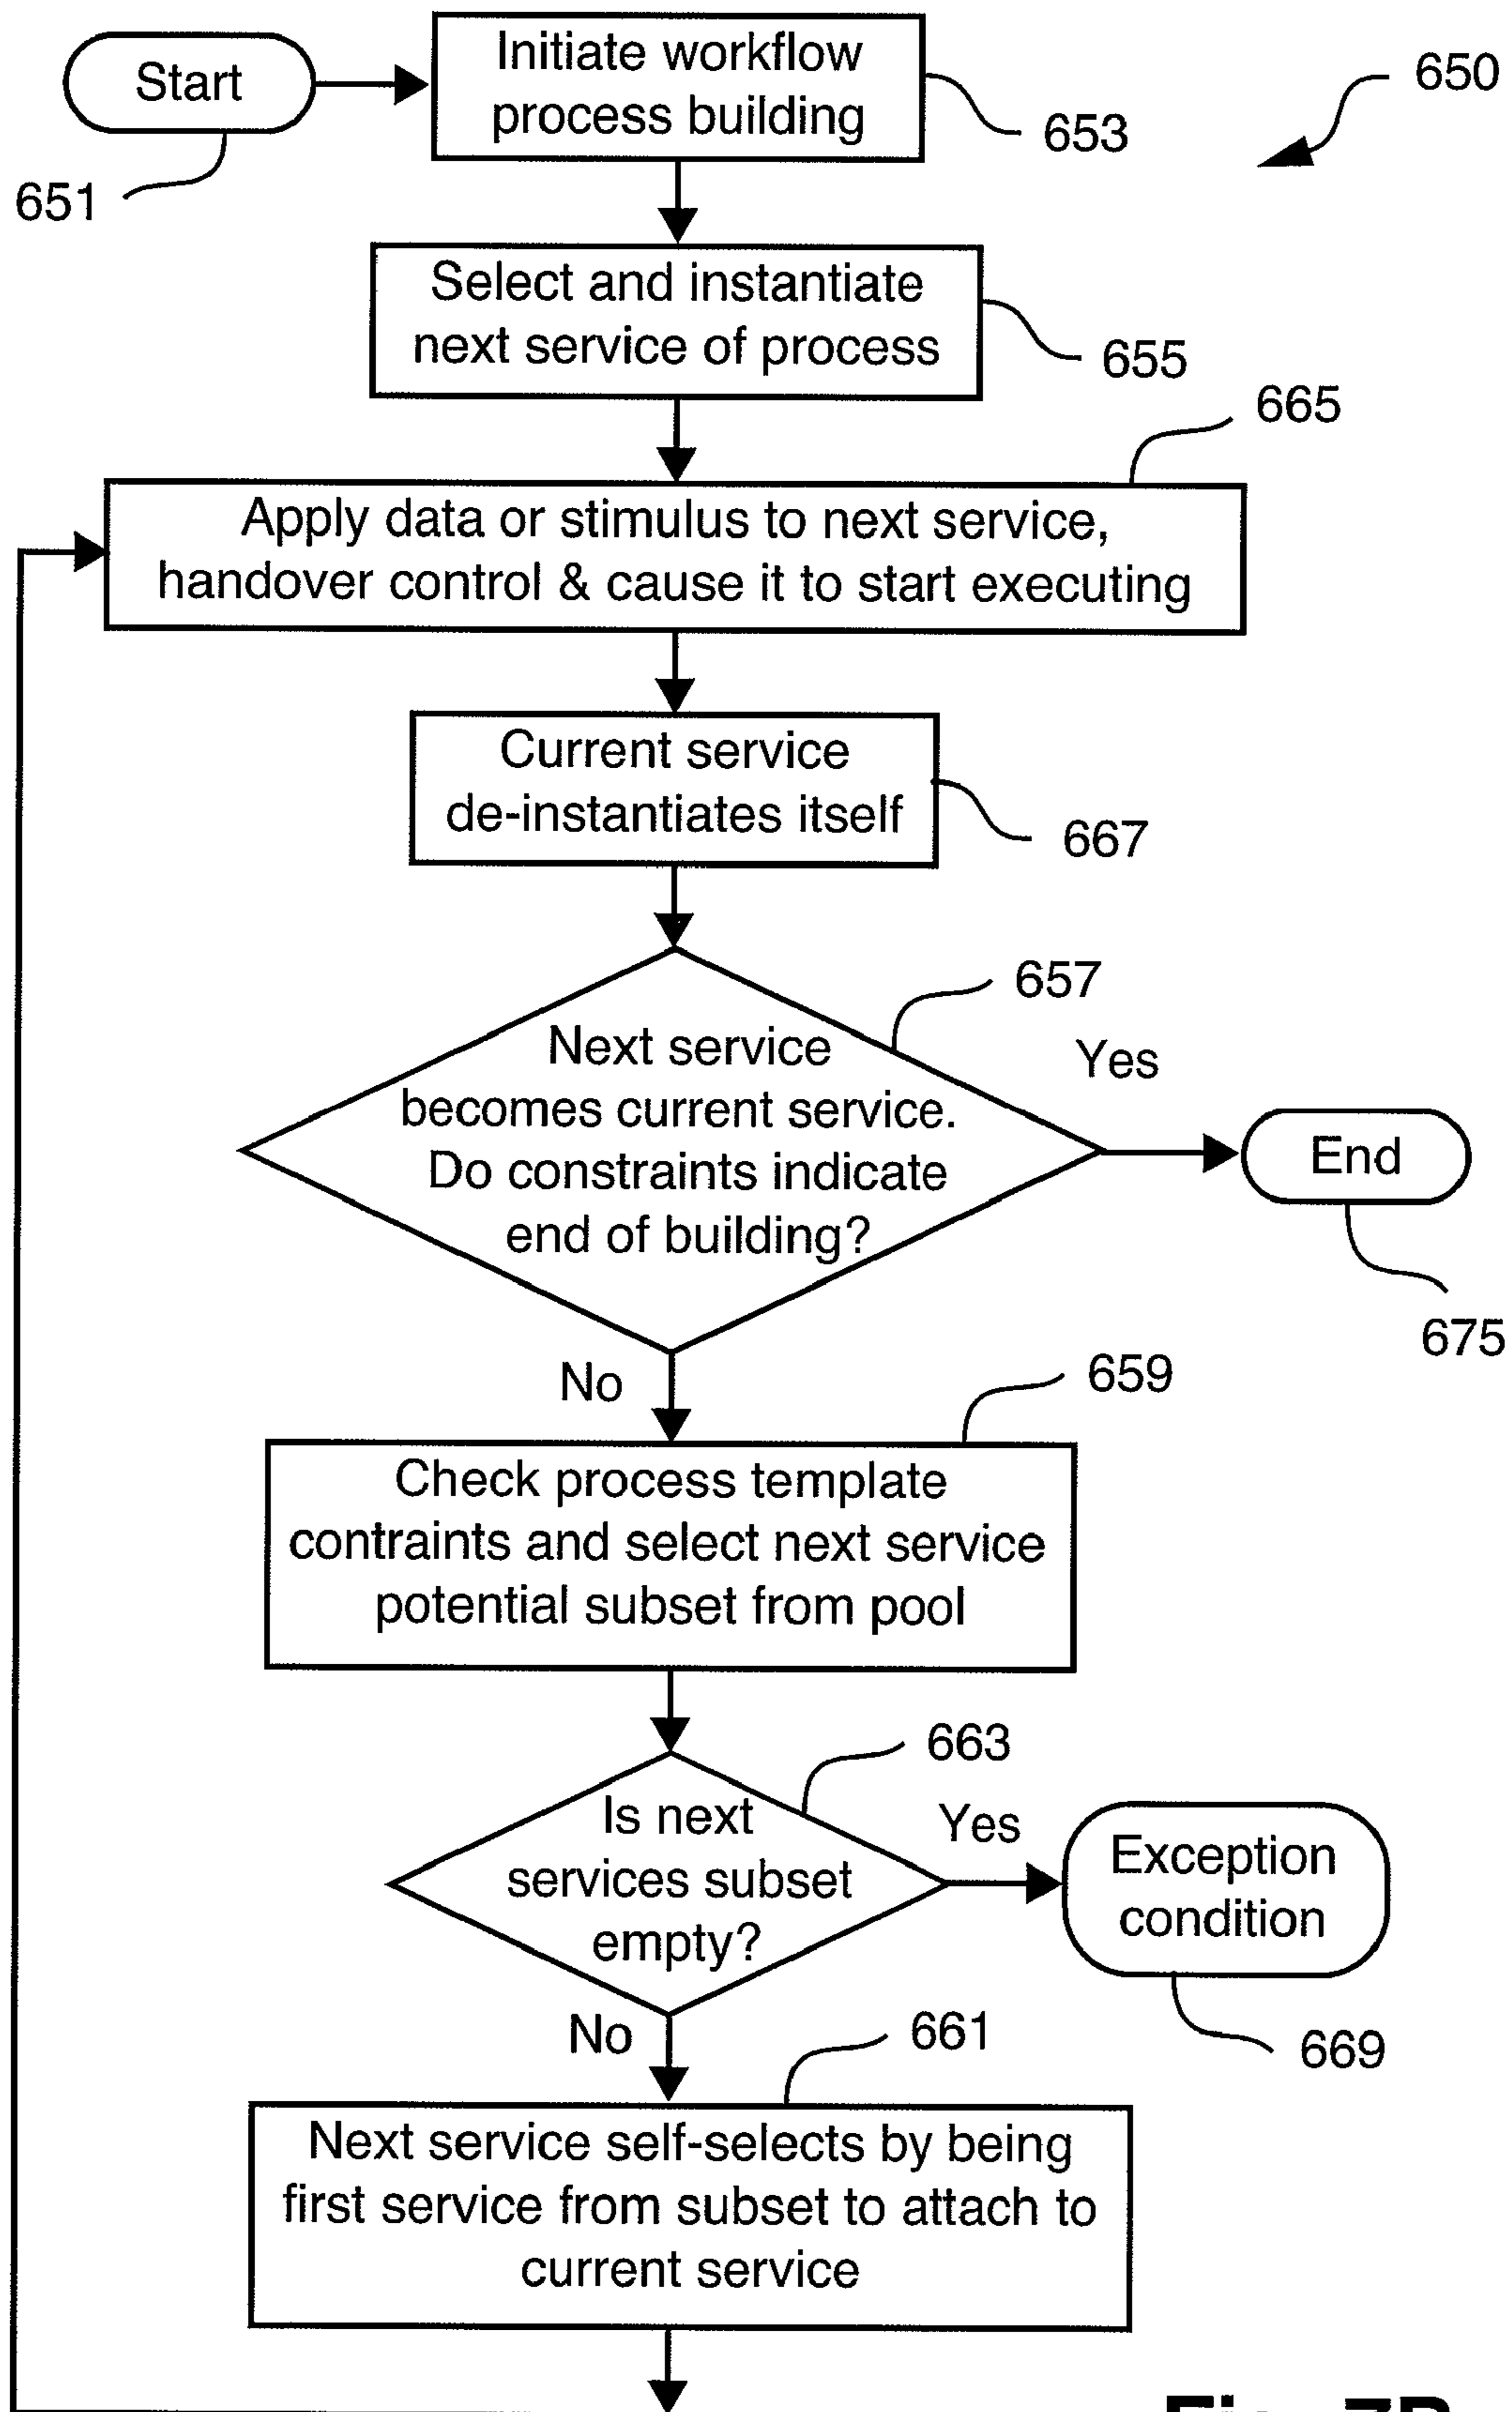 Start
651
Initiate workflow
process building
653
650
Select and instantiate
next service of process
655
665
Apply data or stimulus to next service,
handover control & cause it to start executing
Current service
de-instantiates itself
667
657
Next service
becomes current service.
Do constraints indicate
end of building?
Yes
End
675
No
659
Check process template
contraints and select next service
potential subset from pool
663
Is next
services subset
empty?
Yes
Exception
condition
669
No
661
Next service self-selects by being
first service from subset to attach to
current service